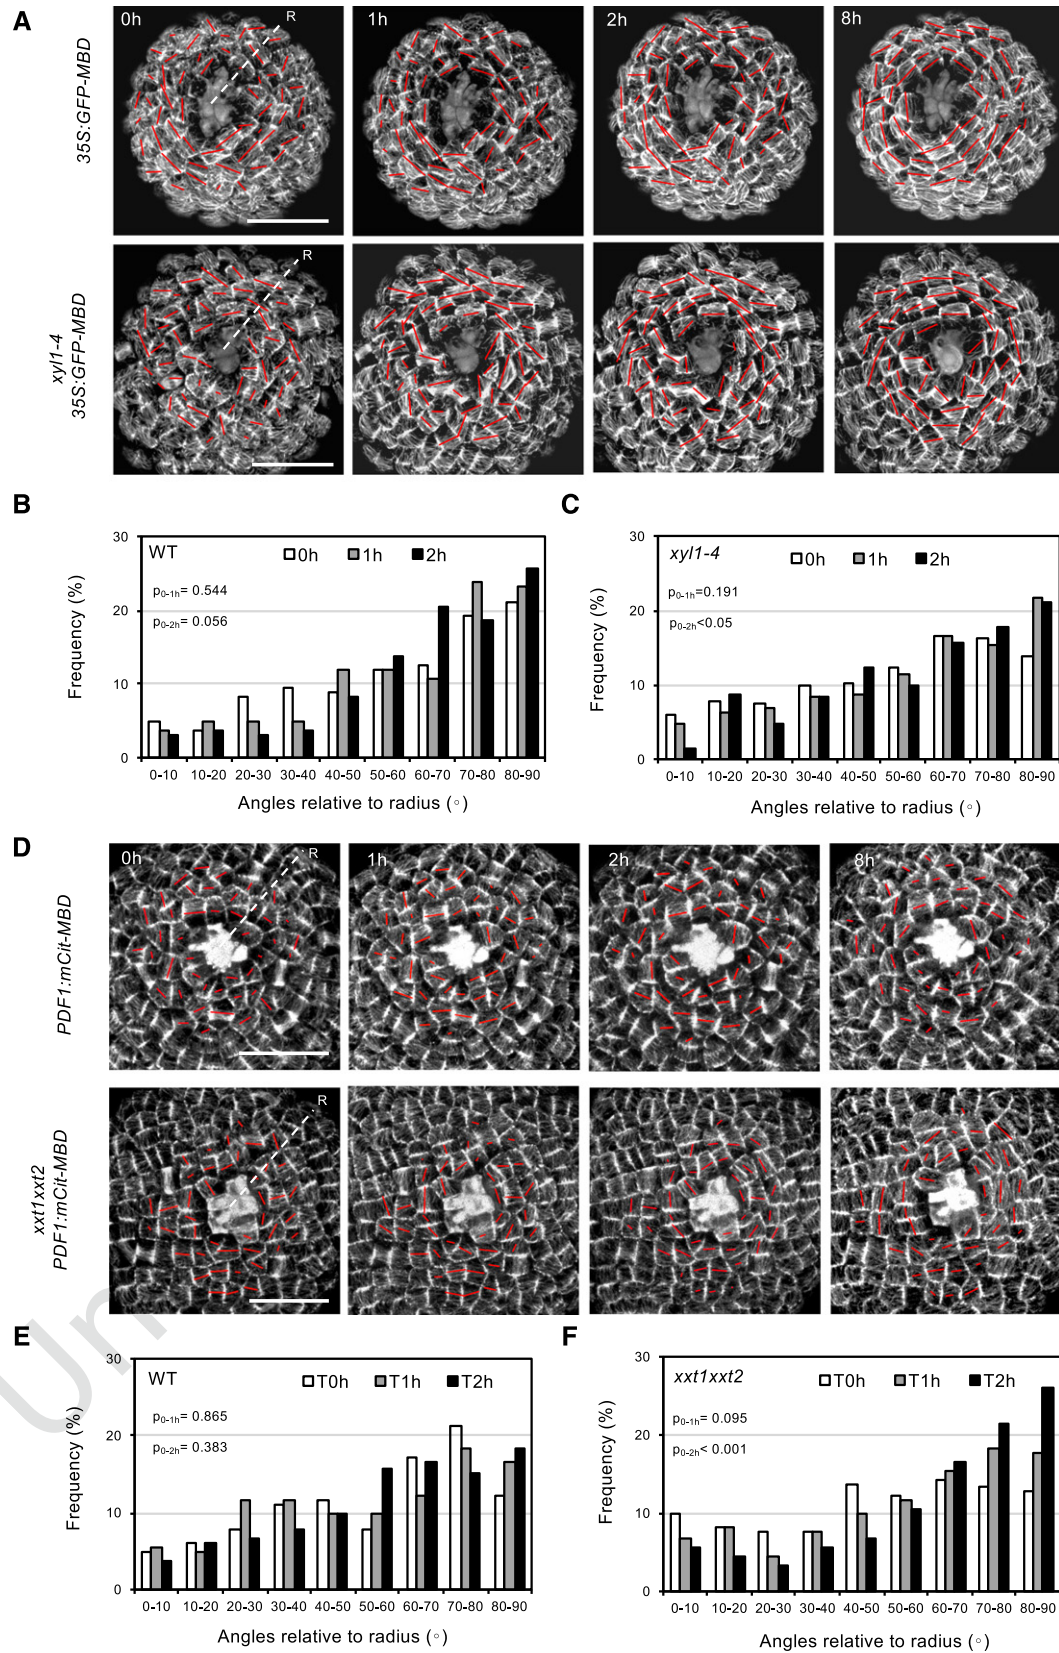 A
0h
R
1h
2h
8h
35S:GFP-MBD
R
xyl1-4
35S:GFP-MBD
B
30
20
10
0
Frequency (%)
WT
0h 1h 2h
p0-1h= 0.544
p0-2h= 0.056
0-10 10-20 20-30 30-40 40-50 50-60 60-70 70-80 80-90
Angles relative to radius (°)
C
30
20
10
0
Frequency (%)
xyl1-4
0h 1h 2h
p0-1h=0.191
p0-2h<0.05
0-10 10-20 20-30 30-40 40-50 50-60 60-70 70-80 80-90
Angles relative to radius (°)
D
0h
R
1h
2h
8h
PDF1:mCit-MBD
R
xxt1xxt2
PDF1:mCit-MBD
Un
E
30
20
10
0
Frequency (%)
WT
T0h T1h T2h
p0-1h= 0.865
p0-2h= 0.383
0-10 10-20 20-30 30-40 40-50 50-60 60-70 70-80 80-90
Angles relative to radius (°)
F
30
20
10
0
Frequency (%)
xxt1xxt2
T0h T1h T2h
p0-1h= 0.095
p0-2h< 0.001
0-10 10-20 20-30 30-40 40-50 50-60 60-70 70-80 80-90
Angles relative to radius (°)